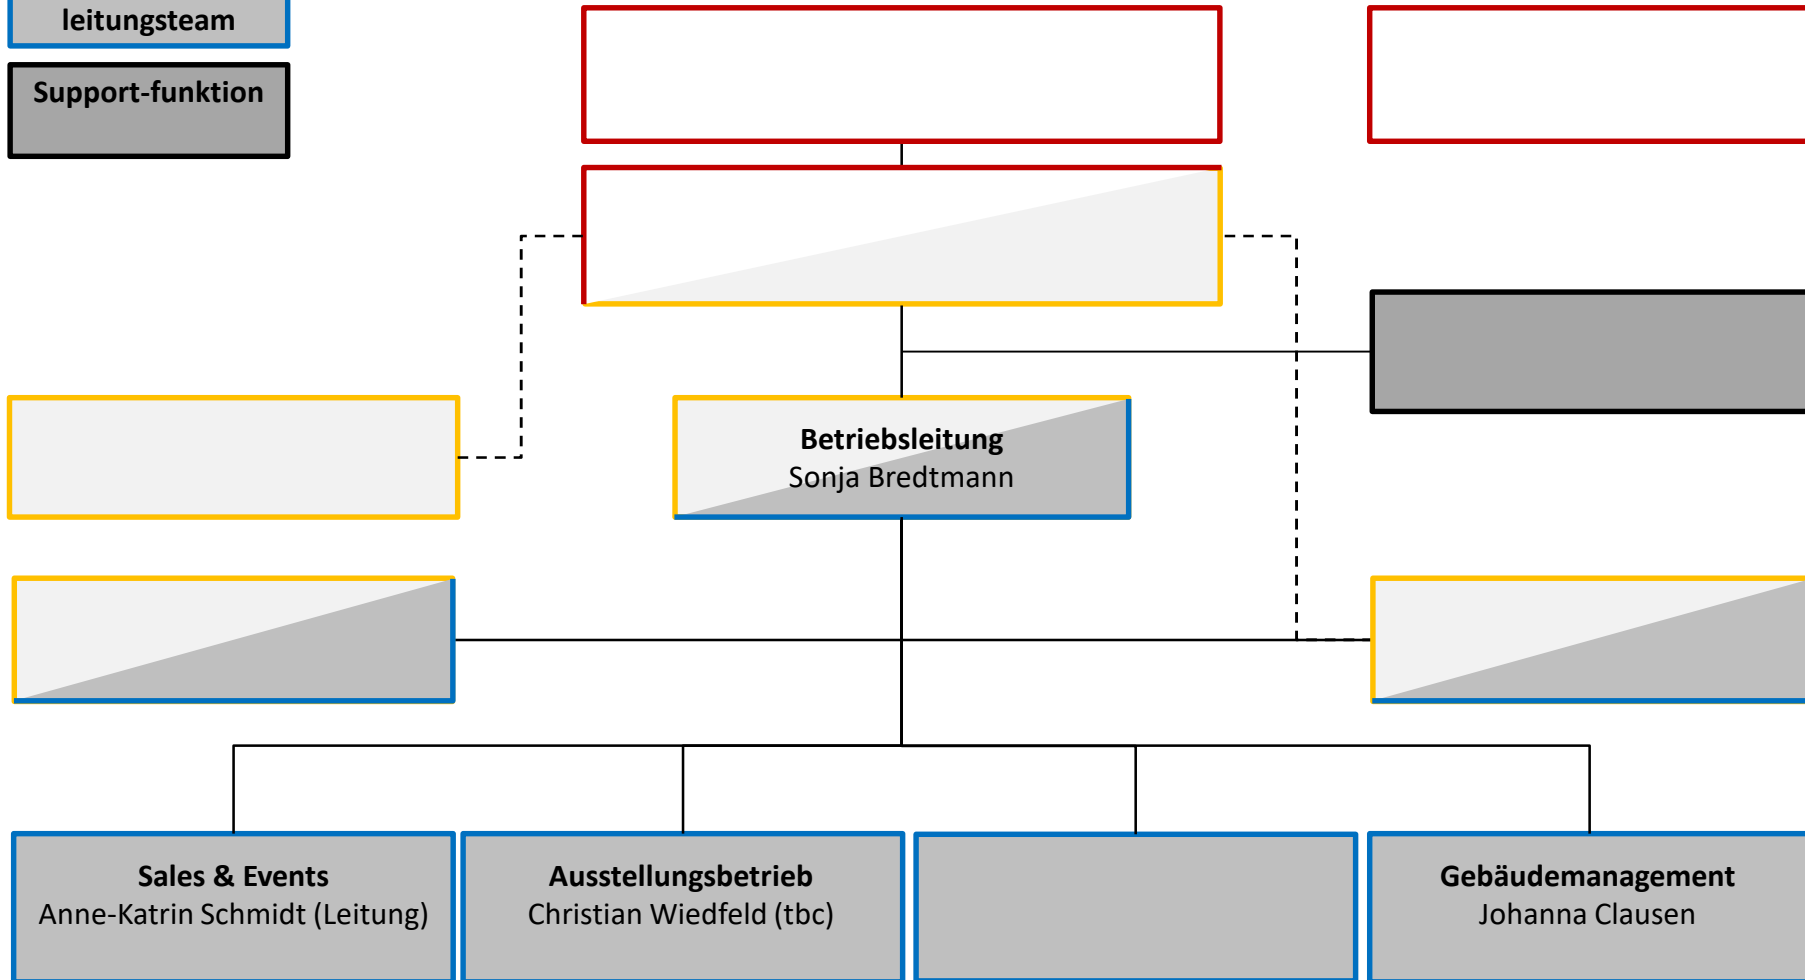 leitungsteam
Support-funktion
Betriebsleitung
Sonja Bredtmann
Sales & Events
Anne-Katrin Schmidt (Leitung)
Ausstellungsbetrieb
Christian Wiedfeld (tbc)
Gebäudemanagement
Johanna Clausen